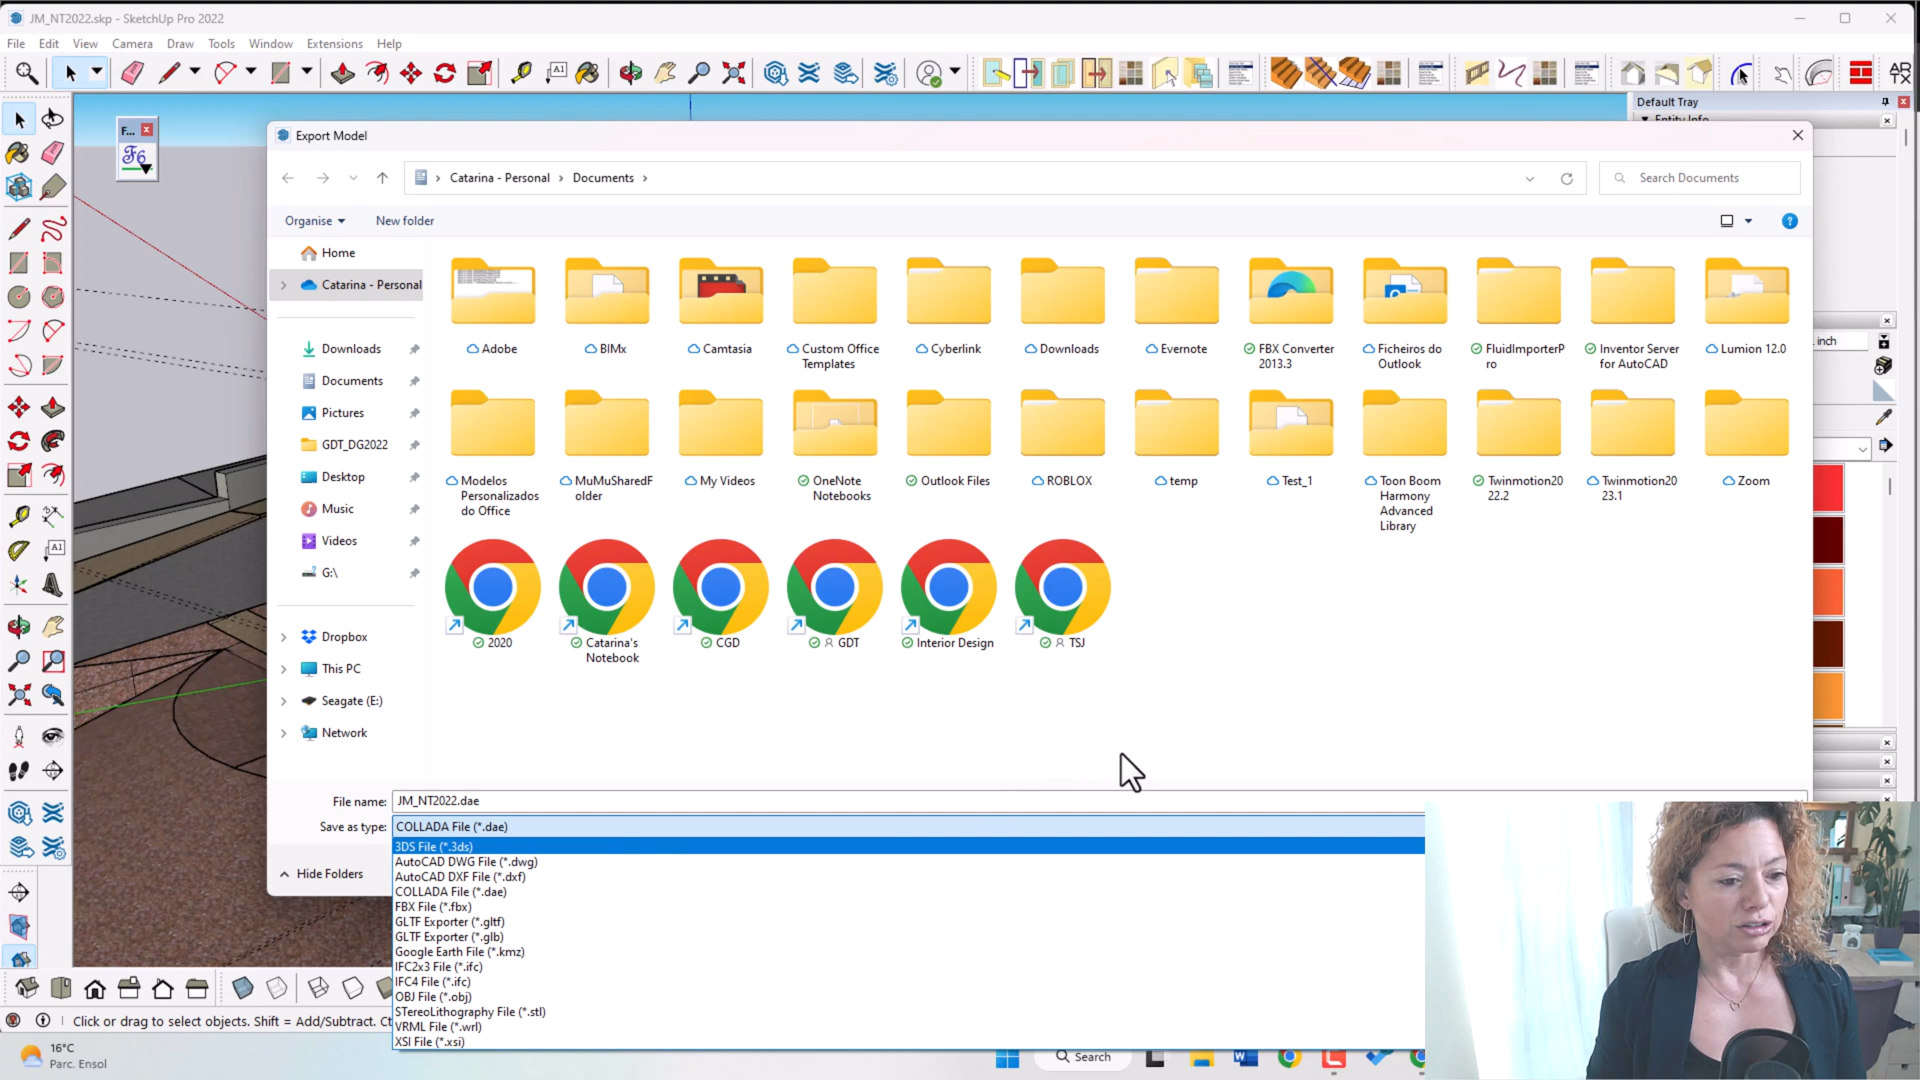 JM_NT2022.skp - SketchUp Pro 2022
File Edit View Camera Draw Tools Window Extensions Help
Default Tray
Entity Info
F...
Export Model
Catarina - Personal > Documents >
Search Documents
Organise New folder
Home
Catarina - Personal
Downloads
Documents
Pictures
GDT_DG2022
Desktop
Music
Videos
G:\
Dropbox
This PC
Seagate (E:)
Network
Adobe
BIMx
Camtasia
Custom Office
Templates
Cyberlink
Downloads
Evernote
FBX Converter
2013.3
Ficheiros do
Outlook
FluidImporterP
ro
Inventor Server
for AutoCAD
Lumion 12.0
Modelos
Personalizados
do Office
MuMuSharedF
older
My Videos
OneNote
Notebooks
Outlook Files
ROBLOX
temp
Test_1
Toon Boom
Harmony
Advanced
Library
Twinmotion20
22.2
Twinmotion20
23.1
Zoom
2020
Catarina's
Notebook
CGD
GDT
Interior Design
TSJ
inch
File name: JM_NT2022.dae
Save as type: COLLADA File (*.dae)
3DS File (*.3ds)
AutoCAD DWG File (*.dwg)
AutoCAD DXF File (*.dxf)
COLLADA File (*.dae)
FBX File (*.fbx)
GLTF Exporter (*.gltf)
GLTF Exporter (*.glb)
Google Earth File (*.kmz)
IFC2x3 File (*.ifc)
IFC4 File (*.ifc)
OBJ File (*.obj)
STereoLithography File (*.stl)
VRML File (*.wrl)
XSI File (*.xsi)
Hide Folders
Click or drag to select objects. Shift = Add/Subtract. Ct
16°C
Parc. Ensol
Search